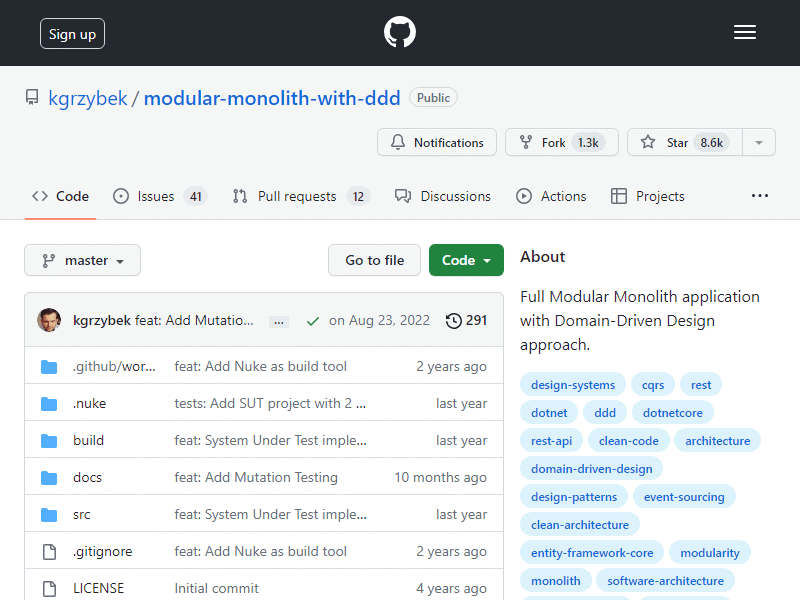 Sign up
kgrzybek / modular-monolith-with-ddd Public
Notifications Fork 1.3k Star 8.6k
Code Issues 41 Pull requests 12 Discussions Actions Projects ...
master Go to file Code
kgrzybek feat: Add Mutatio... ... on Aug 23, 2022 291
.github/wor... feat: Add Nuke as build tool 2 years ago
.nuke tests: Add SUT project with 2 ... last year
build feat: System Under Test imple... last year
docs feat: Add Mutation Testing 10 months ago
src feat: System Under Test imple... last year
.gitignore feat: Add Nuke as build tool 2 years ago
LICENSE Initial commit 4 years ago
About
Full Modular Monolith application
with Domain-Driven Design
approach.
design-systems cqrs rest
dotnet ddd dotnetcore
rest-api clean-code architecture
domain-driven-design
design-patterns event-sourcing
clean-architecture
entity-framework-core modularity
monolith software-architecture